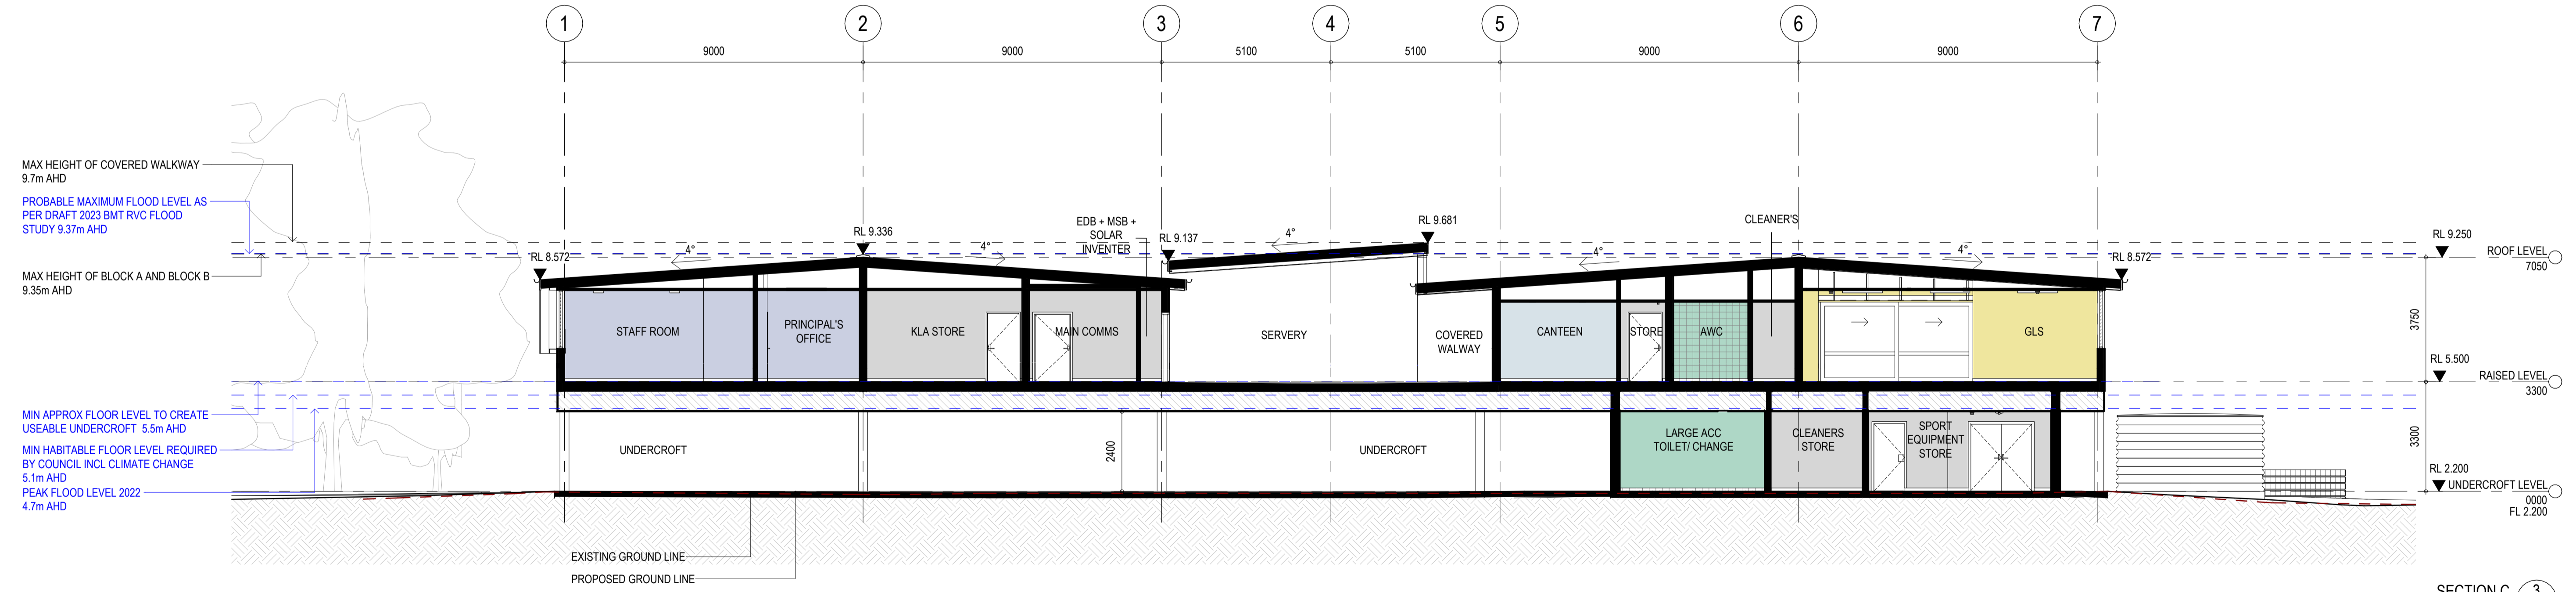 1
2
3
4
5
6
7
9000
9000
5100
5100
9000
9000
MAX HEIGHT OF COVERED WALKWAY
9.7m AHD
PROBABLE MAXIMUM FLOOD LEVEL AS
PER DRAFT 2023 BMT RVC FLOOD
STUDY 9.37m AHD
MAX HEIGHT OF BLOCK A AND BLOCK B
9.35m AHD
MIN APPROX FLOOR LEVEL TO CREATE
USEABLE UNDERCROFT 5.5m AHD
MIN HABITABLE FLOOR LEVEL REQUIRED
BY COUNCIL INCL CLIMATE CHANGE
5.1m AHD
PEAK FLOOD LEVEL 2022
4.7m AHD
RL 8.572
4°
RL 9.336
4°
EDB + MSB +
SOLAR
INVENTER
RL 9.137
4°
RL 9.681
4°
CLEANER'S
4°
RL 8.572
STAFF ROOM
PRINCIPAL'S
OFFICE
KLA STORE
MAIN COMMS
SERVERY
COVERED
WALWAY
CANTEEN
STORE
AWC
GLS
UNDERCROFT
2400
UNDERCROFT
LARGE ACC
TOILET/ CHANGE
CLEANERS
STORE
SPORT
EQUIPMENT
STORE
EXISTING GROUND LINE
PROPOSED GROUND LINE
RL 9.250
ROOF LEVEL
7050
3750
RL 5.500
RAISED LEVEL
3300
3300
RL 2.200
UNDERCROFT LEVEL
0000
FL 2.200
SECTION C
3